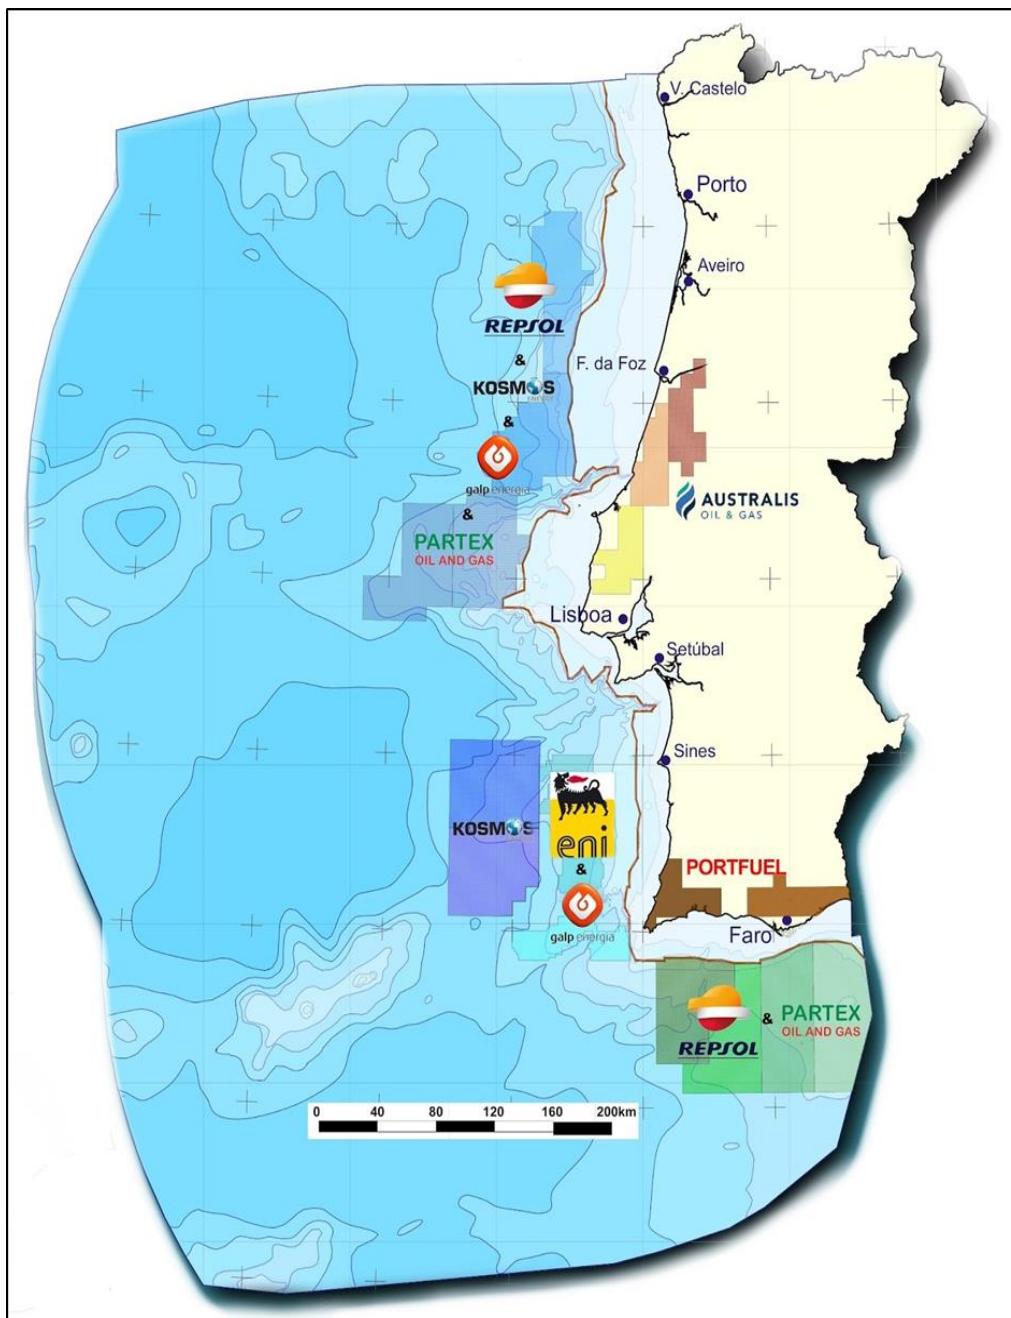 V. Castelo
Porto
Aveiro
REPSOL
&
F. da Foz
KOSMOS
ENERGY
&
galp energia
&
AUSTRALIS
OIL & GAS
PARTEX
OIL AND GAS
Lisboa
Setúbal
Sines
KOSMOS
eni
&
galp energia
PORTFUEL
Faro
REPSOL
&
PARTEX
OIL AND GAS
0 40 80 120 160 200km